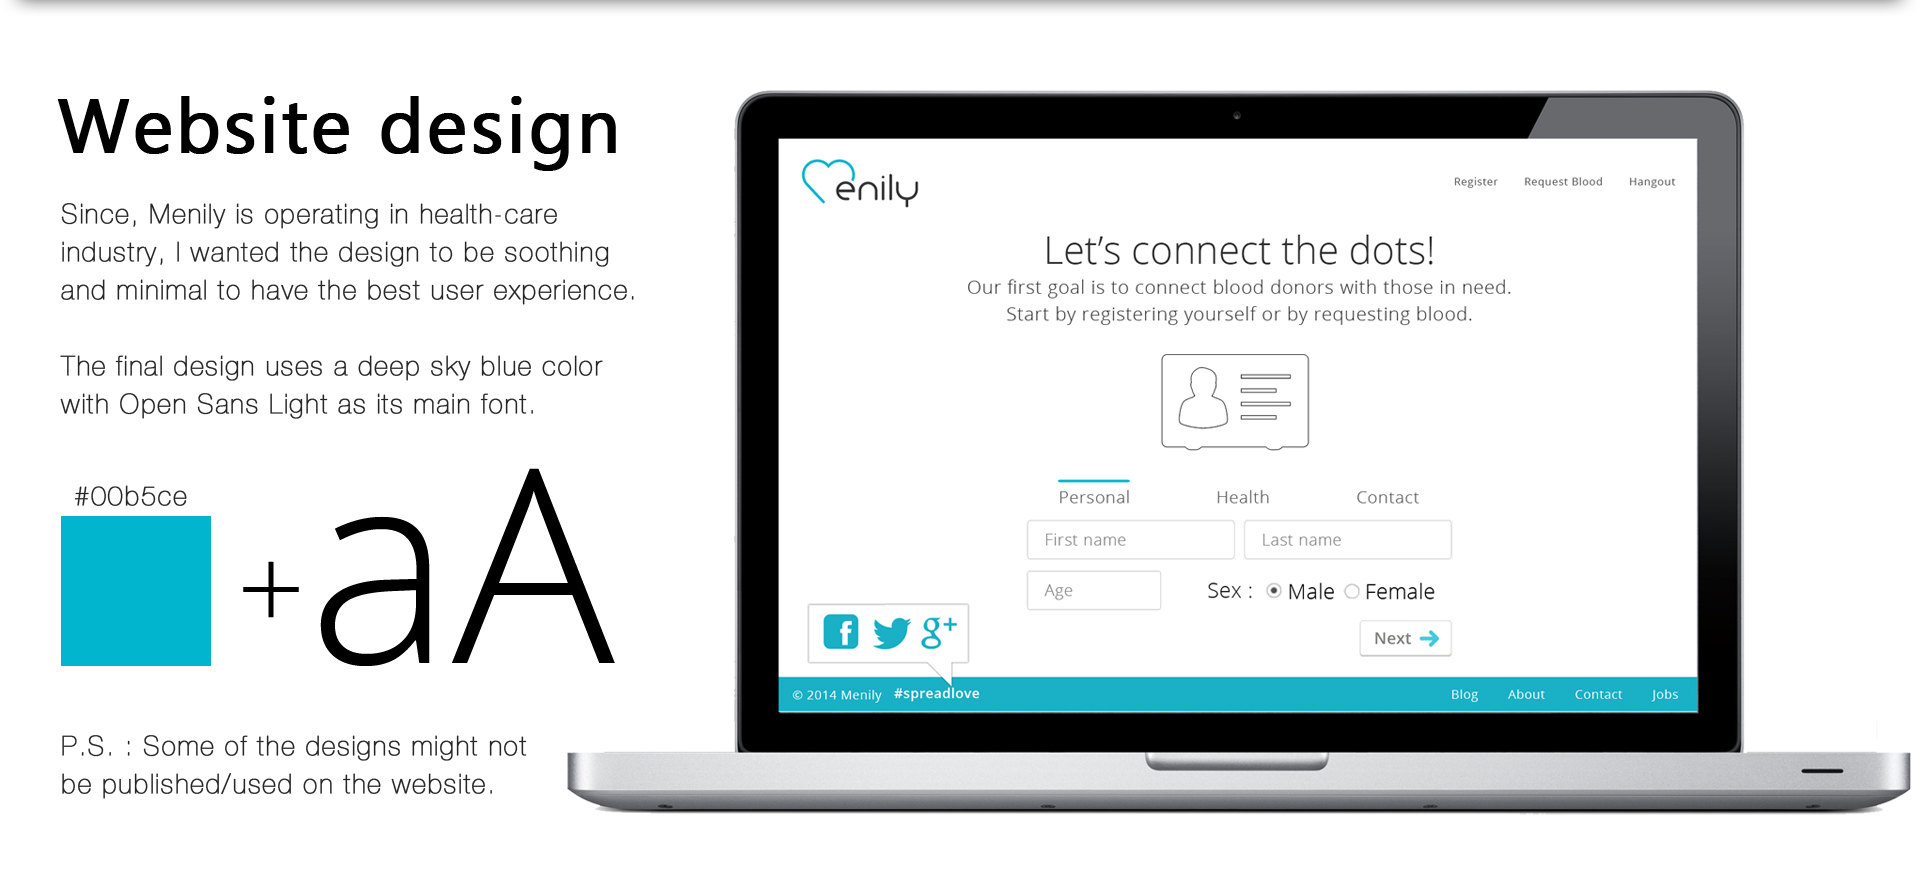 Website design
Since, Menily is operating in health-care
industry, I wanted the design to be soothing
and minimal to have the best user experience.
The final design uses a deep sky blue color
with Open Sans Light as its main font.
#00b5ce
+aA
P.S. : Some of the designs might not
be published/used on the website.
enily
Register Request Blood Hangout
Let's connect the dots!
Our first goal is to connect blood donors with those in need.
Start by registering yourself or by requesting blood.
Personal Health Contact
First name Last name
Age Sex : Male Female
Next
f g+
© 2014 Menily #spreadlove Blog About Contact Jobs